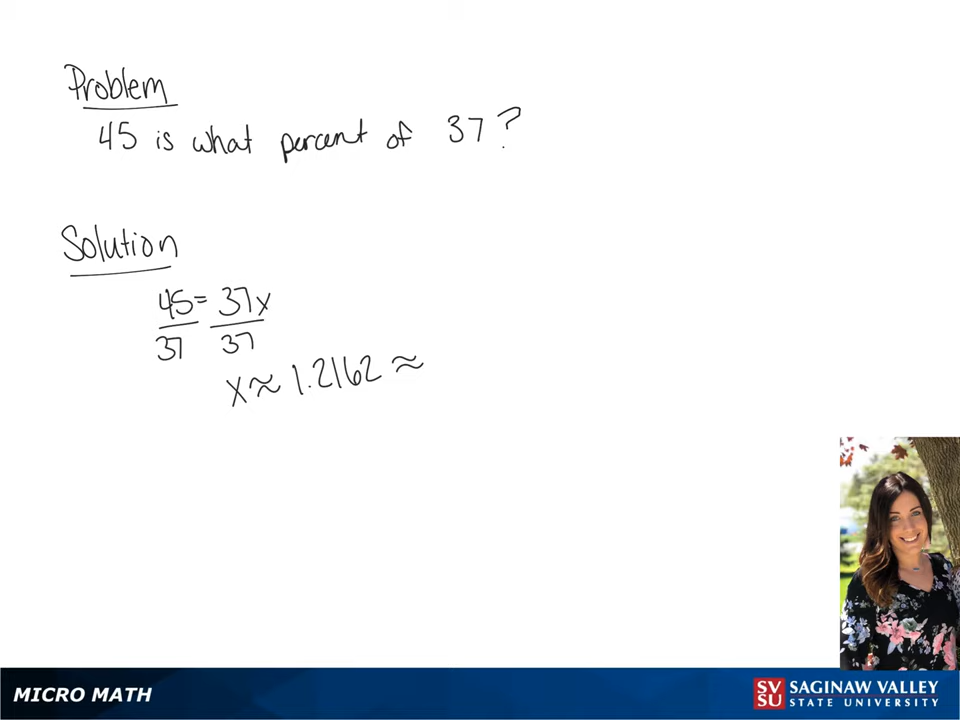 Problem
45 is what percent of 37?
Solution
45 = 37x
37 37
x ≈ 1.2162 ≈
MICRO MATH
SVSU SAGINAW VALLEY
STATE UNIVERSITY